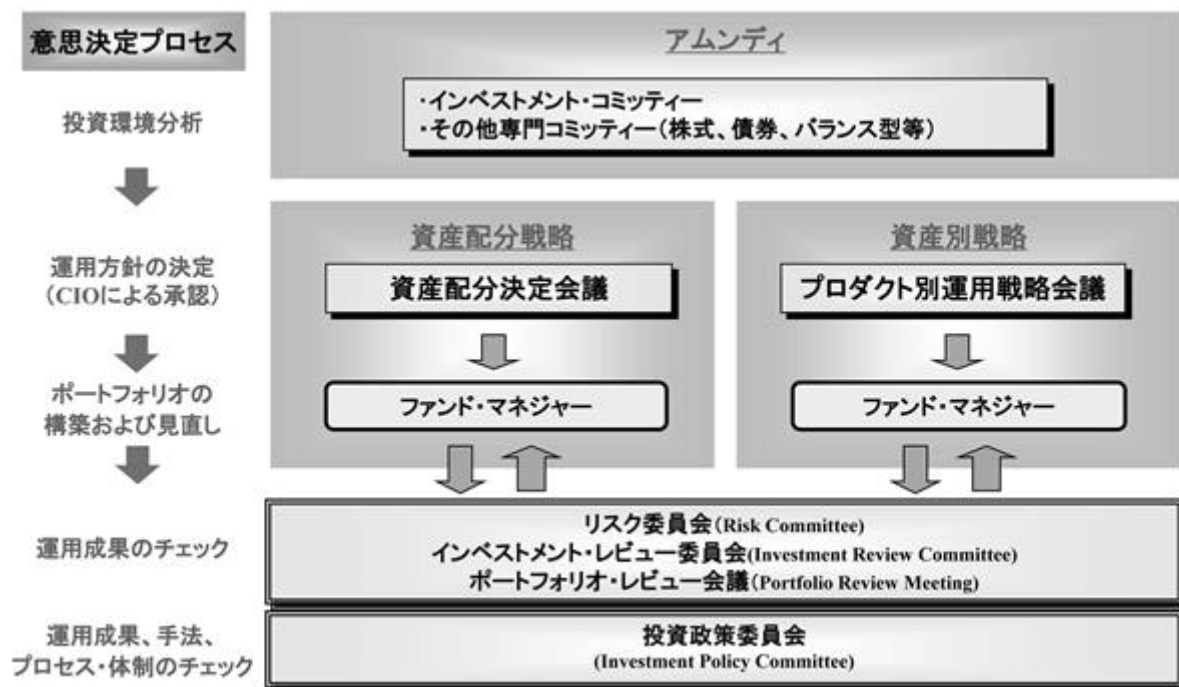 意思決定プロセス
アムンディ
投資環境分析
・インベストメント・コミッティー
・その他専門コミッティー(株式、債券、バランス型等)
資産配分戦略
資産別戦略
運用方針の決定
(CIOによる承認)
資産配分決定会議
プロダクト別運用戦略会議
ポートフォリオの
構築および見直し
ファンド・マネジャー
ファンド・マネジャー
運用成果のチェック
リスク委員会(Risk Committee)
インベストメント・レビュー委員会(Investment Review Committee)
ポートフォリオ・レビュー会議(Portfolio Review Meeting)
運用成果、手法、
プロセス・体制のチェック
投資政策委員会
(Investment Policy Committee)